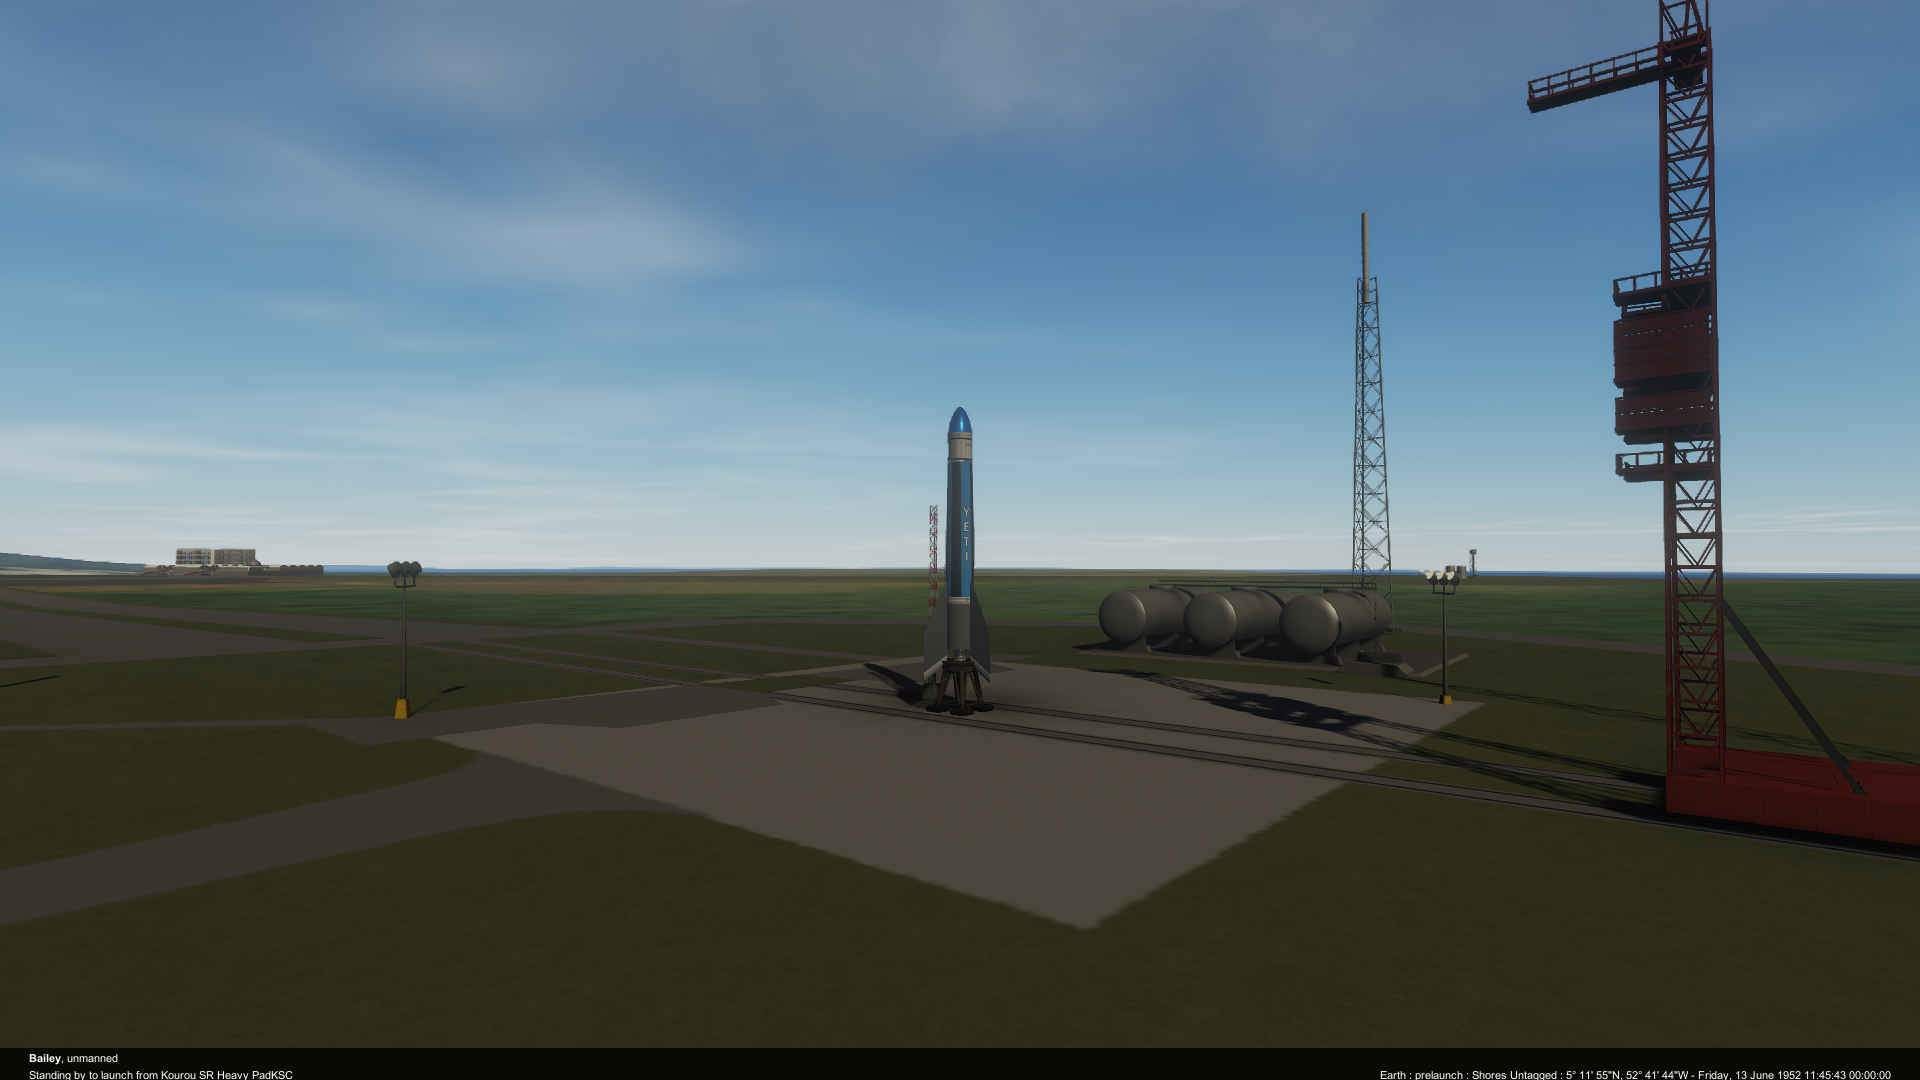 YETI
Bailey, unmanned
Standing by to launch from Kourou SR Heavy PadKSC
Earth : prelaunch : Shores Untagged : 5° 11' 55"N, 52° 41' 44"W - Friday, 13 June 1952 11:45:43 00:00:00